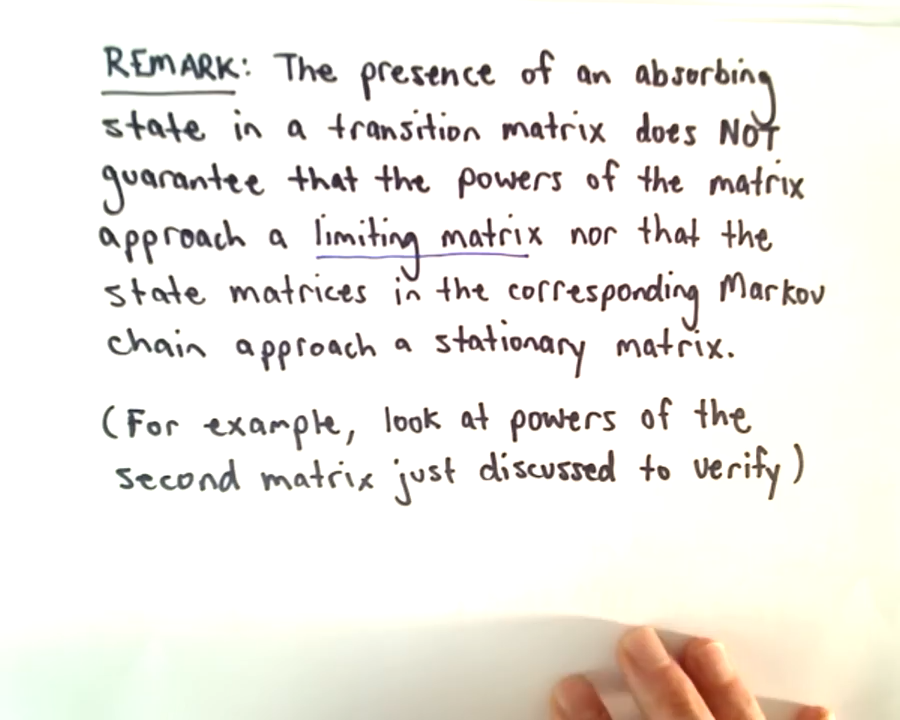 REMARK: The presence of an absorbing
state in a transition matrix does NOT
guarantee that the powers of the matrix
approach a limiting matrix nor that the
state matrices in the corresponding Markov
chain approach a stationary matrix.
(For example, look at powers of the
second matrix just discussed to verify)